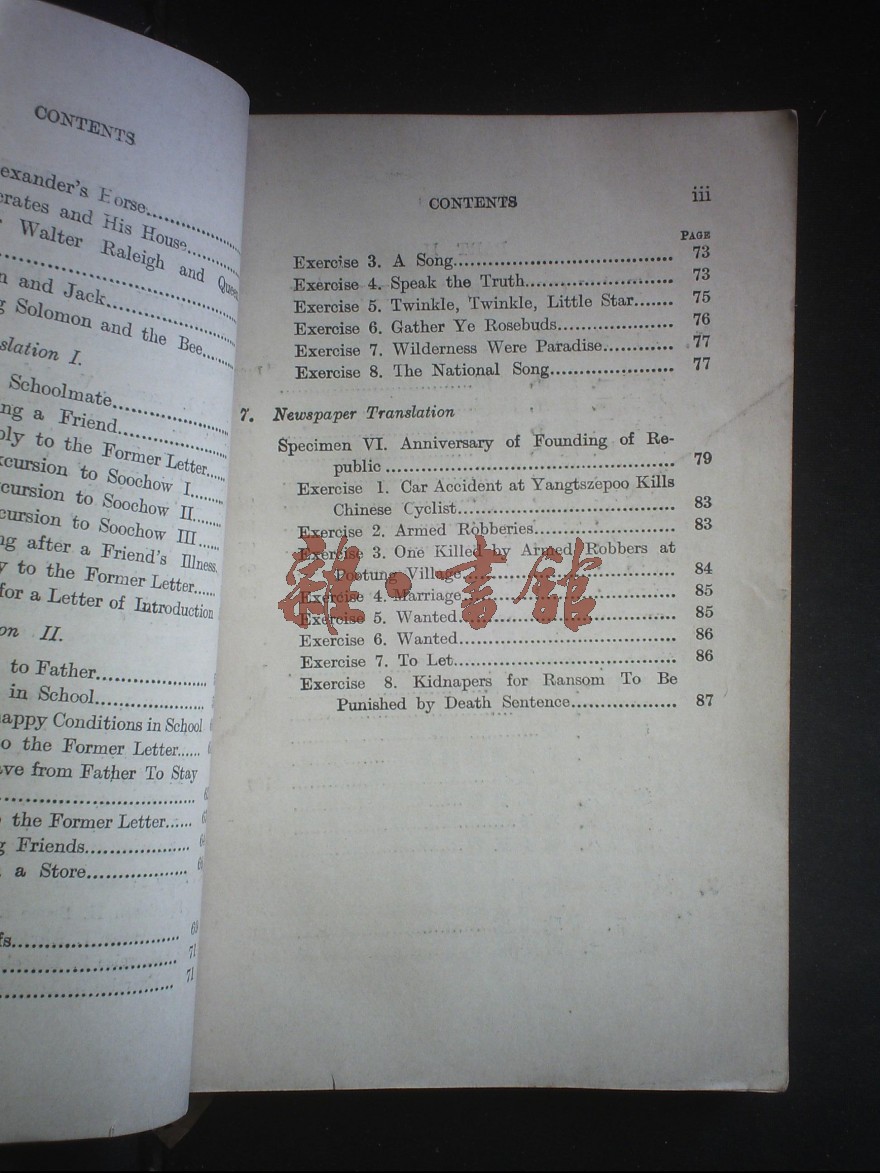 CONTENTS
exander's Horse
rates and His House
Walter Raleigh and Quee
n and Jack
Solomon and the Bee
slation I.
Schoolmate
ng a Friend
ly to the Former Letter
cursion to Soochow I
cursion to Soochow II
cursion to Soochow III
ng after a Friend's Illness
y to the Former Letter
for a Letter of Introduction
on II.
to Father
in School
appy Conditions in School
o the Former Letter
ve from Father To Stay
the Former Letter
g Friends
a Store
fs
69
71
71
CONTENTS iii
PAGE
Exercise 3. A Song 73
Exercise 4. Speak the Truth 73
Exercise 5. Twinkle, Twinkle, Little Star 75
Exercise 6. Gather Ye Rosebuds 76
Exercise 7. Wilderness Were Paradise 77
Exercise 8. The National Song 77
7. Newspaper Translation
Specimen VI. Anniversary of Founding of Re-
public 79
Exercise 1. Car Accident at Yangtszepoo Kills
Chinese Cyclist 83
Exercise 2. Armed Robberies 83
Exercise 3. One Killed by Armed Robbers at
Pootung Village 84
Exercise 4. Marriage 85
Exercise 5. Wanted 85
Exercise 6. Wanted 86
Exercise 7. To Let 86
Exercise 8. Kidnapers for Ransom To Be
Punished by Death Sentence 87
雜·書館